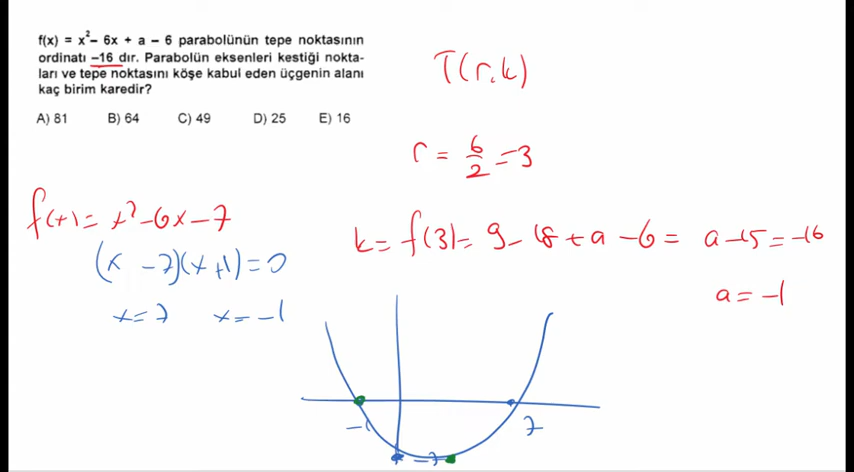 f(x) = x² - 6x + a - 6 parabolünün tepe noktasının
ordinatı -16 dır. Parabolün eksenleri kestiği nokta-
ları ve tepe noktasını köşe kabul eden üçgenin alanı
kaç birim karedir?
A) 81 B) 64 C) 49 D) 25 E) 16
T(r,k)
r = 6/2 = 3
k = f(3) = 9 - 18 + a - 6 = a - 15 = -16
a = -1
f(x) = x² - 6x - 7
(x - 7)(x + 1) = 0
x = 7 x = -1
-1 7
-7